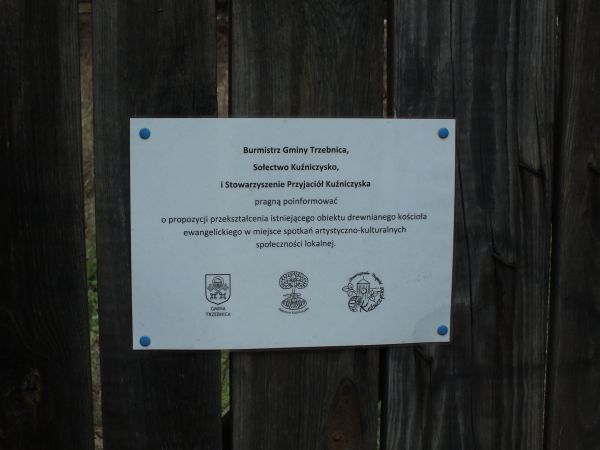 Burmistrz Gminy Trzebnica,
Sołectwo Kuźniczysko,
i Stowarzyszenie Przyjaciół Kuźniczyska
pragną poinformować
o propozycji przekształcenia istniejącego obiektu drewnianego kościoła
ewangelickiego w miejsce spotkań artystyczno-kulturalnych
społeczności lokalnej.
GMINA
TRZEBNICA